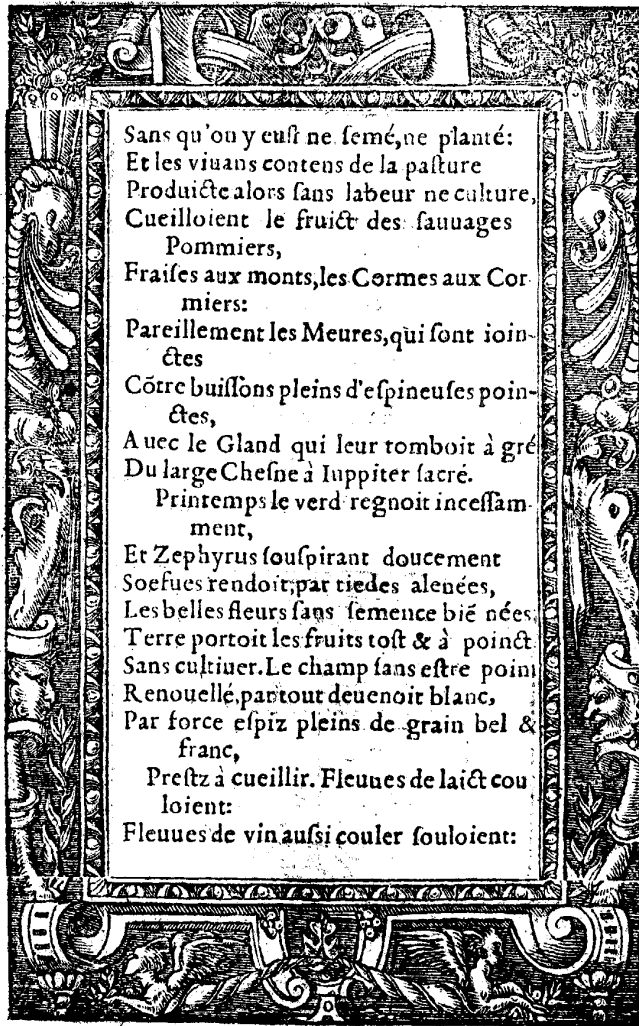 Sans qu'on y euſt ne ſemé, ne planté:
Et les viuans contens de la paſture
Produicte alors ſans labeur ne culture,
Cueilloient le fruict des ſauuages
Pommiers,
Fraiſes aux monts, les Cormes aux Cor
miers:
Pareillement les Meures, qui ſont ioin-
ctes
Cõtre buiſſons pleins d'eſpineuſes poin-
ctes,
Auec le Gland qui leur tomboit à gré
Du large Cheſne à Iuppiter ſacré.
Printemps le verd regnoit inceſſam-
ment,
Et Zephyrus ſouſpirant doucement
Soefues rendoit, par tiedes alenées,
Les belles fleurs ſans ſemence biẽ nées:
Terre portoit les fruits toſt & à poinct
Sans cultiuer. Le champ ſans eſtre poin
Renouellé, par tout deuenoit blanc,
Par force eſpiz pleins de grain bel &
franc,
Preſtz à cueillir. Fleuues de laict cou
loient:
Fleuues de vin auſsi couler ſouloient: